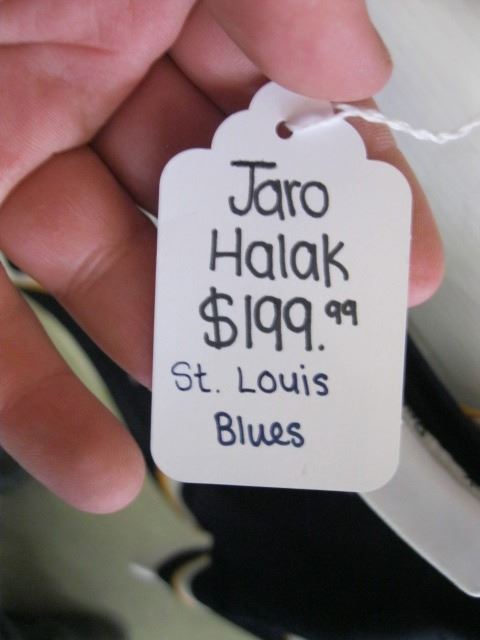 Jaro
Halak
$199.99
St. Louis
Blues